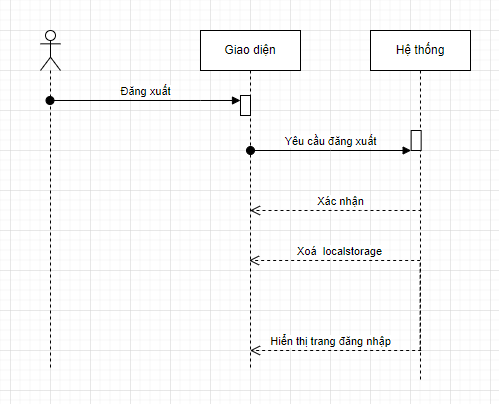 Giao diện
Hệ thống
Đăng xuất
Yêu cầu đăng xuất
Xác nhận
Xoá localstorage
Hiển thị trang đăng nhập